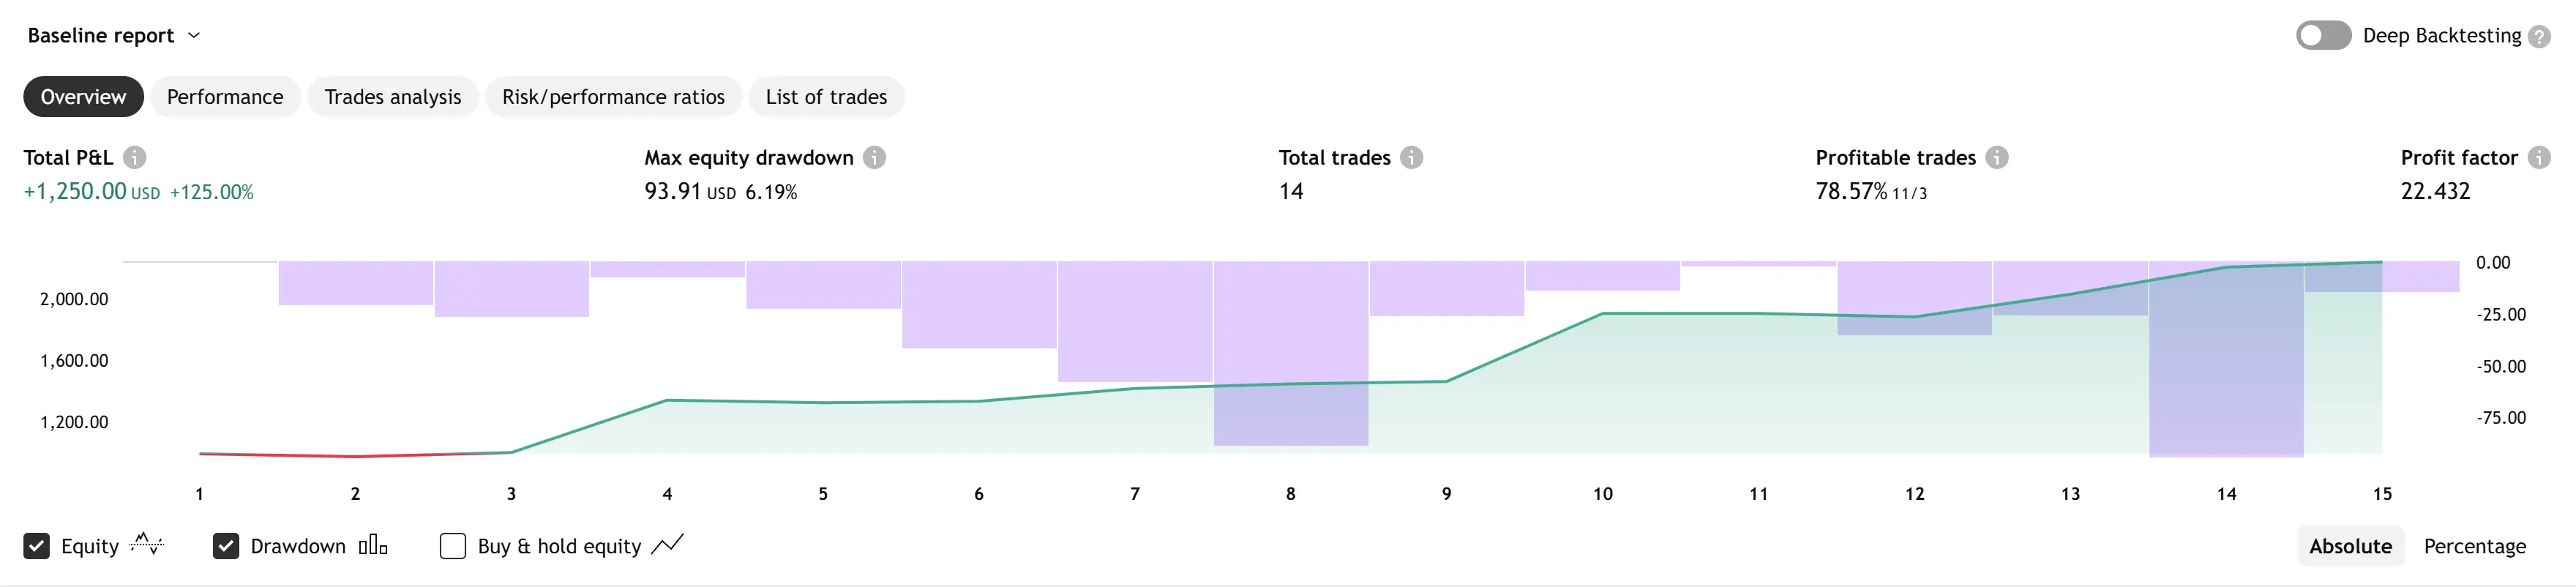 Baseline report
Deep Backtesting
Overview Performance Trades analysis Risk/performance ratios List of trades
Total P&L Max equity drawdown Total trades Profitable trades Profit factor
+1,250.00 USD +125.00% 93.91 USD 6.19% 14 78.57% 11/3 22.432
2,000.00
1,600.00
1,200.00
0.00
-25.00
-50.00
-75.00
1 2 3 4 5 6 7 8 9 10 11 12 13 14 15
Equity Drawdown Buy & hold equity Absolute Percentage